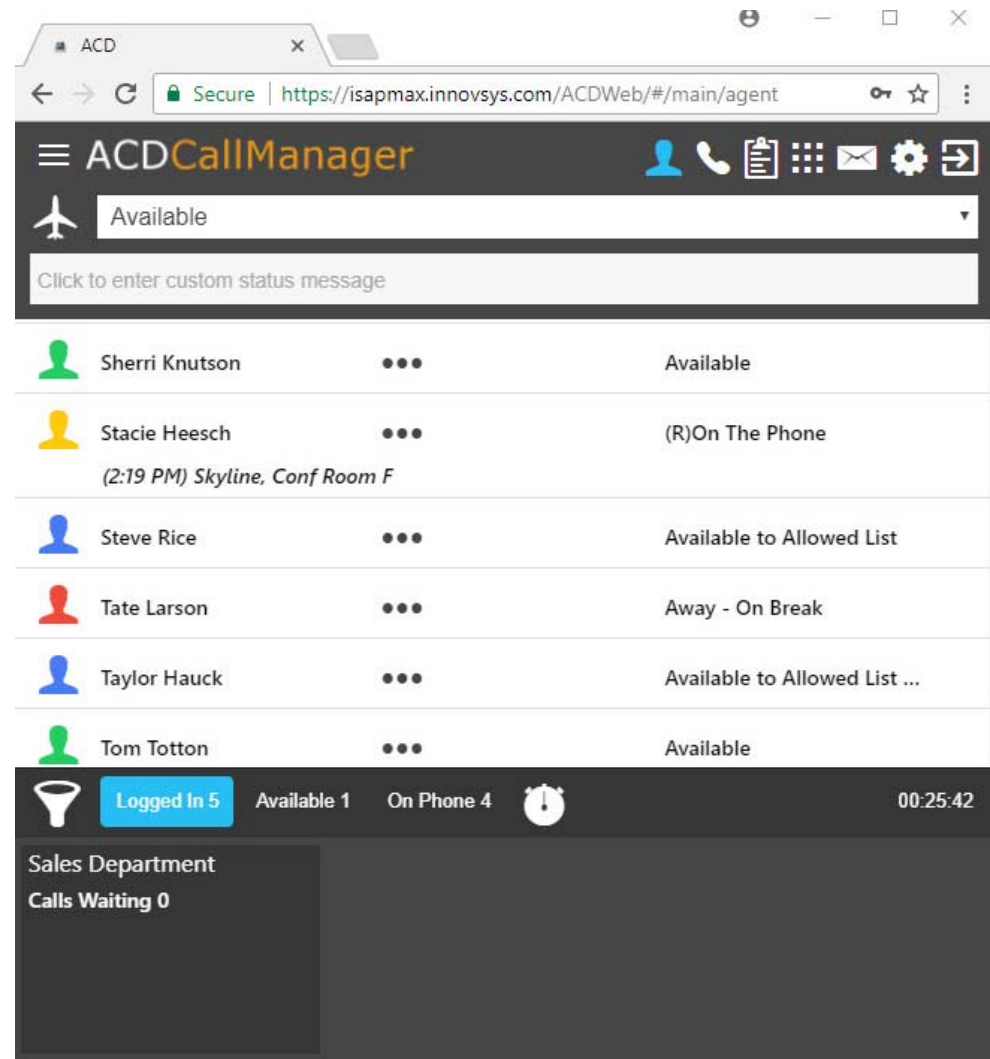 ACD
Secure | https://isapmax.innovsys.com/ACDWeb/#/main/agent
ACDCallManager
Available
Click to enter custom status message
Sherri Knutson ●●● Available
Stacie Heesch ●●● (R)On The Phone
(2:19 PM) Skyline, Conf Room F
Steve Rice ●●● Available to Allowed List
Tate Larson ●●● Away - On Break
Taylor Hauck ●●● Available to Allowed List ...
Tom Totton ●●● Available
Logged In 5 Available 1 On Phone 4 00:25:42
Sales Department
Calls Waiting 0